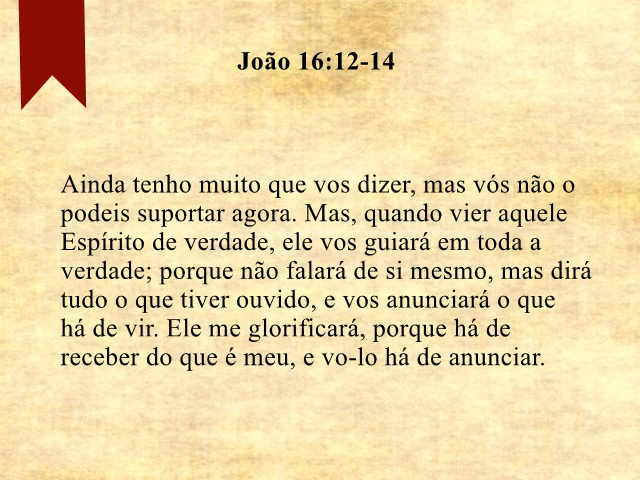 João 16:12-14
Ainda tenho muito que vos dizer, mas vós não o
podeis suportar agora. Mas, quando vier aquele
Espírito de verdade, ele vos guiará em toda a
verdade; porque não falará de si mesmo, mas dirá
tudo o que tiver ouvido, e vos anunciará o que
há de vir. Ele me glorificará, porque há de
receber do que é meu, e vo-lo há de anunciar.